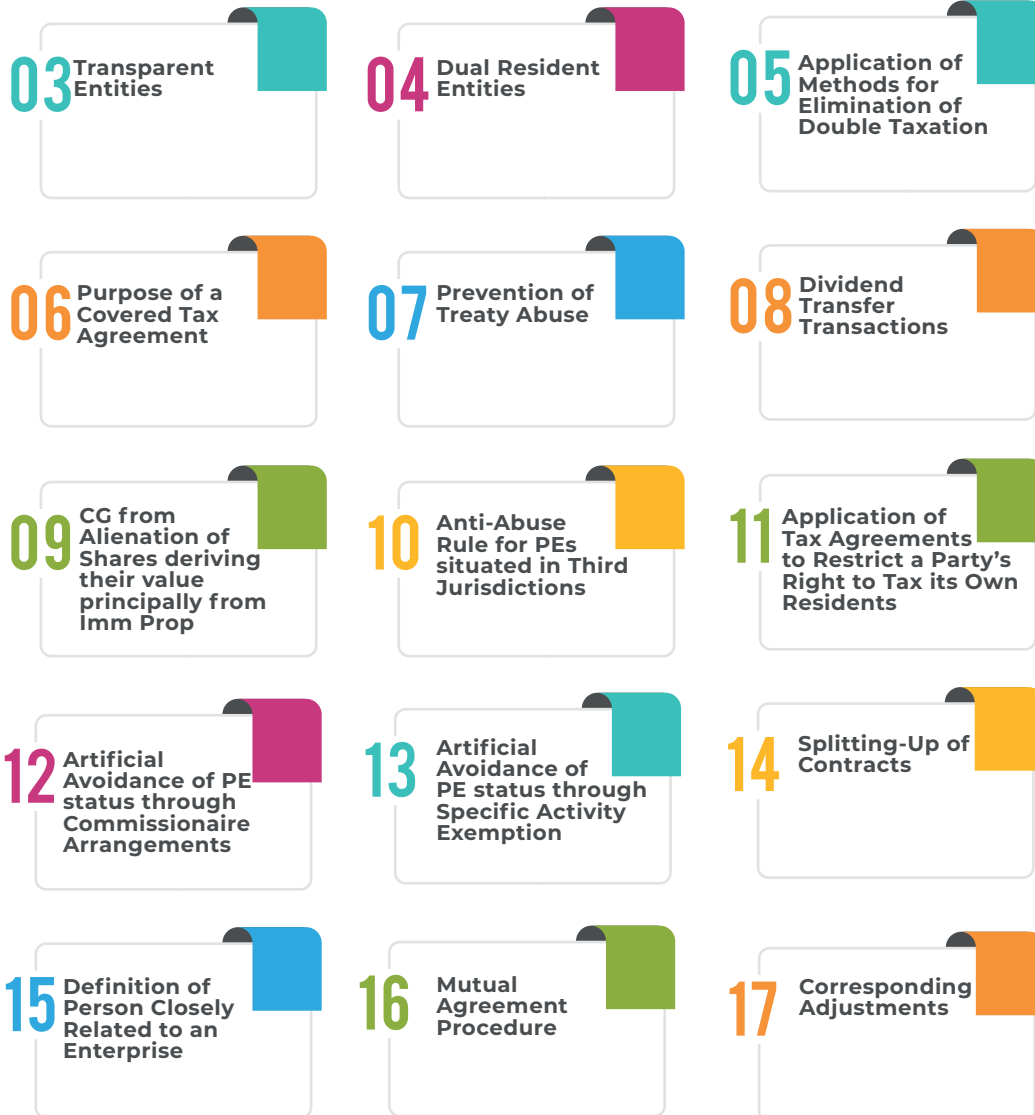 03
Transparent
Entities
04
Dual Resident
Entities
05
Application of
Methods for
Elimination of
Double Taxation
06
Purpose of a
Covered Tax
Agreement
07
Prevention of
Treaty Abuse
08
Dividend
Transfer
Transactions
09
CG from
Alienation of
Shares deriving
their value
principally from
Imm Prop
10
Anti-Abuse
Rule for PEs
situated in Third
Jurisdictions
11
Application of
Tax Agreements
to Restrict a Party’s
Right to Tax its Own
Residents
12
Artificial
Avoidance of PE
status through
Commissionaire
Arrangements
13
Artificial
Avoidance of
PE status through
Specific Activity
Exemption
14
Splitting-Up of
Contracts
15
Definition of
Person Closely
Related to an
Enterprise
16
Mutual
Agreement
Procedure
17
Corresponding
Adjustments